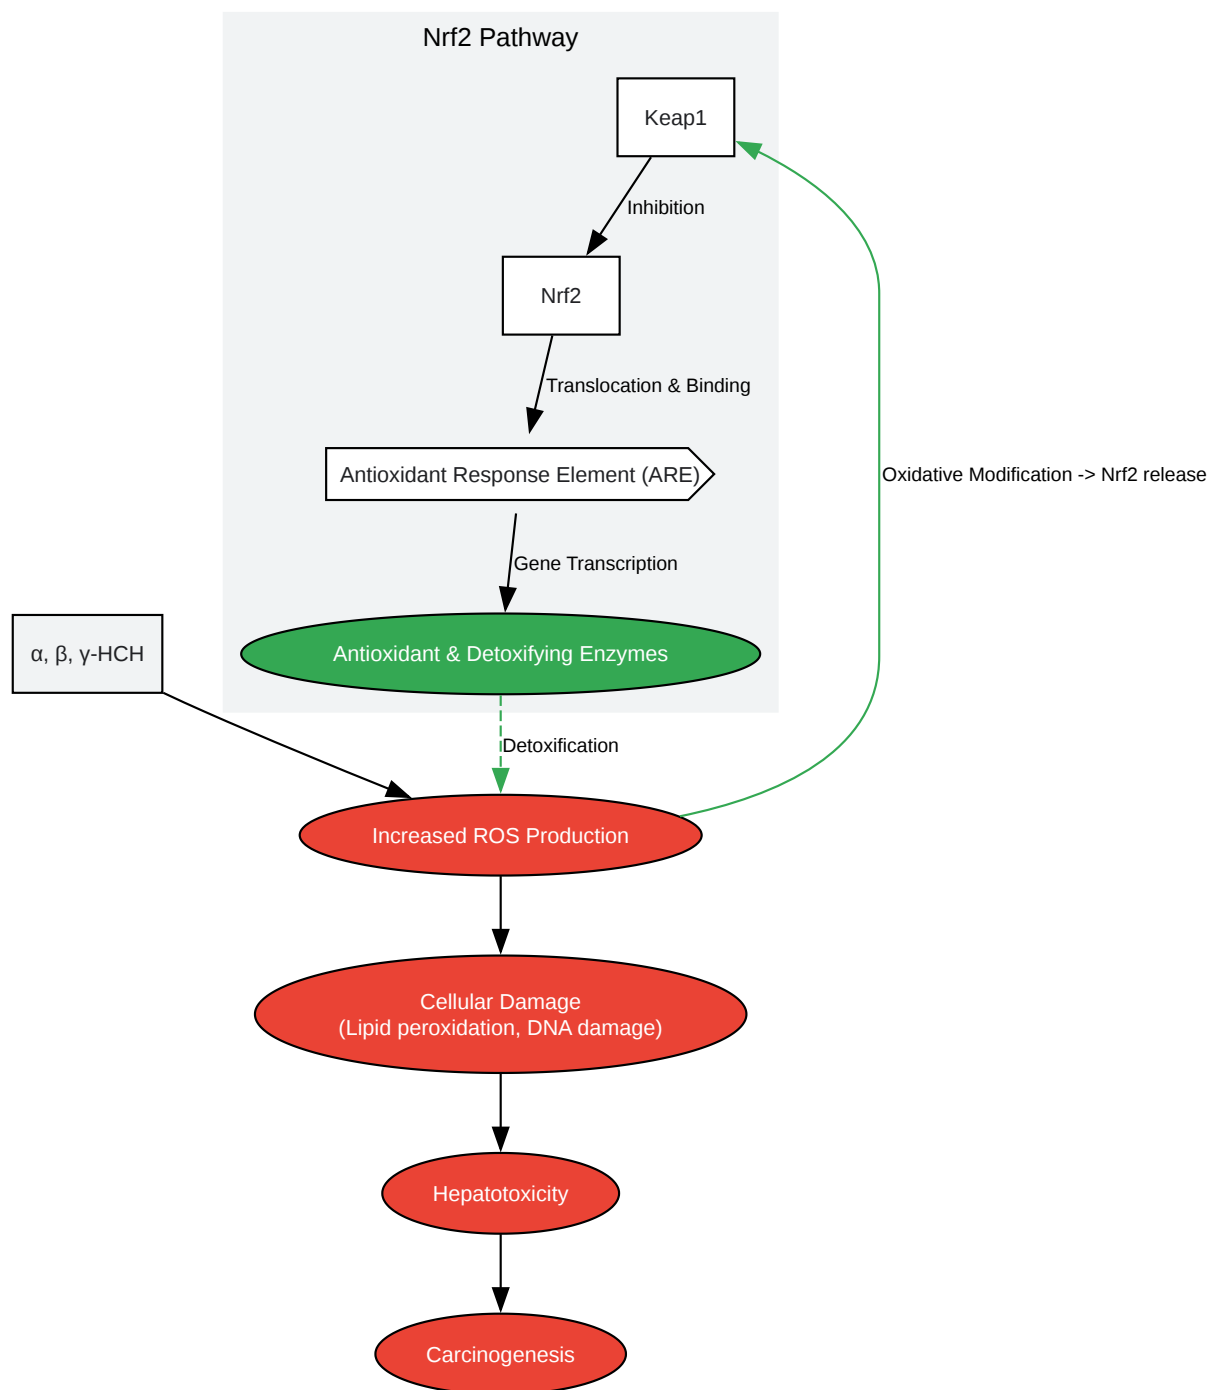 Nrf2 Pathway
Keap1
Inhibition
Nrf2
Translocation & Binding
Antioxidant Response Element (ARE)
Oxidative Modification -> Nrf2 release
Gene Transcription
α, β, γ-HCH
Antioxidant & Detoxifying Enzymes
Detoxification
Increased ROS Production
Cellular Damage
(Lipid peroxidation, DNA damage)
Hepatotoxicity
Carcinogenesis